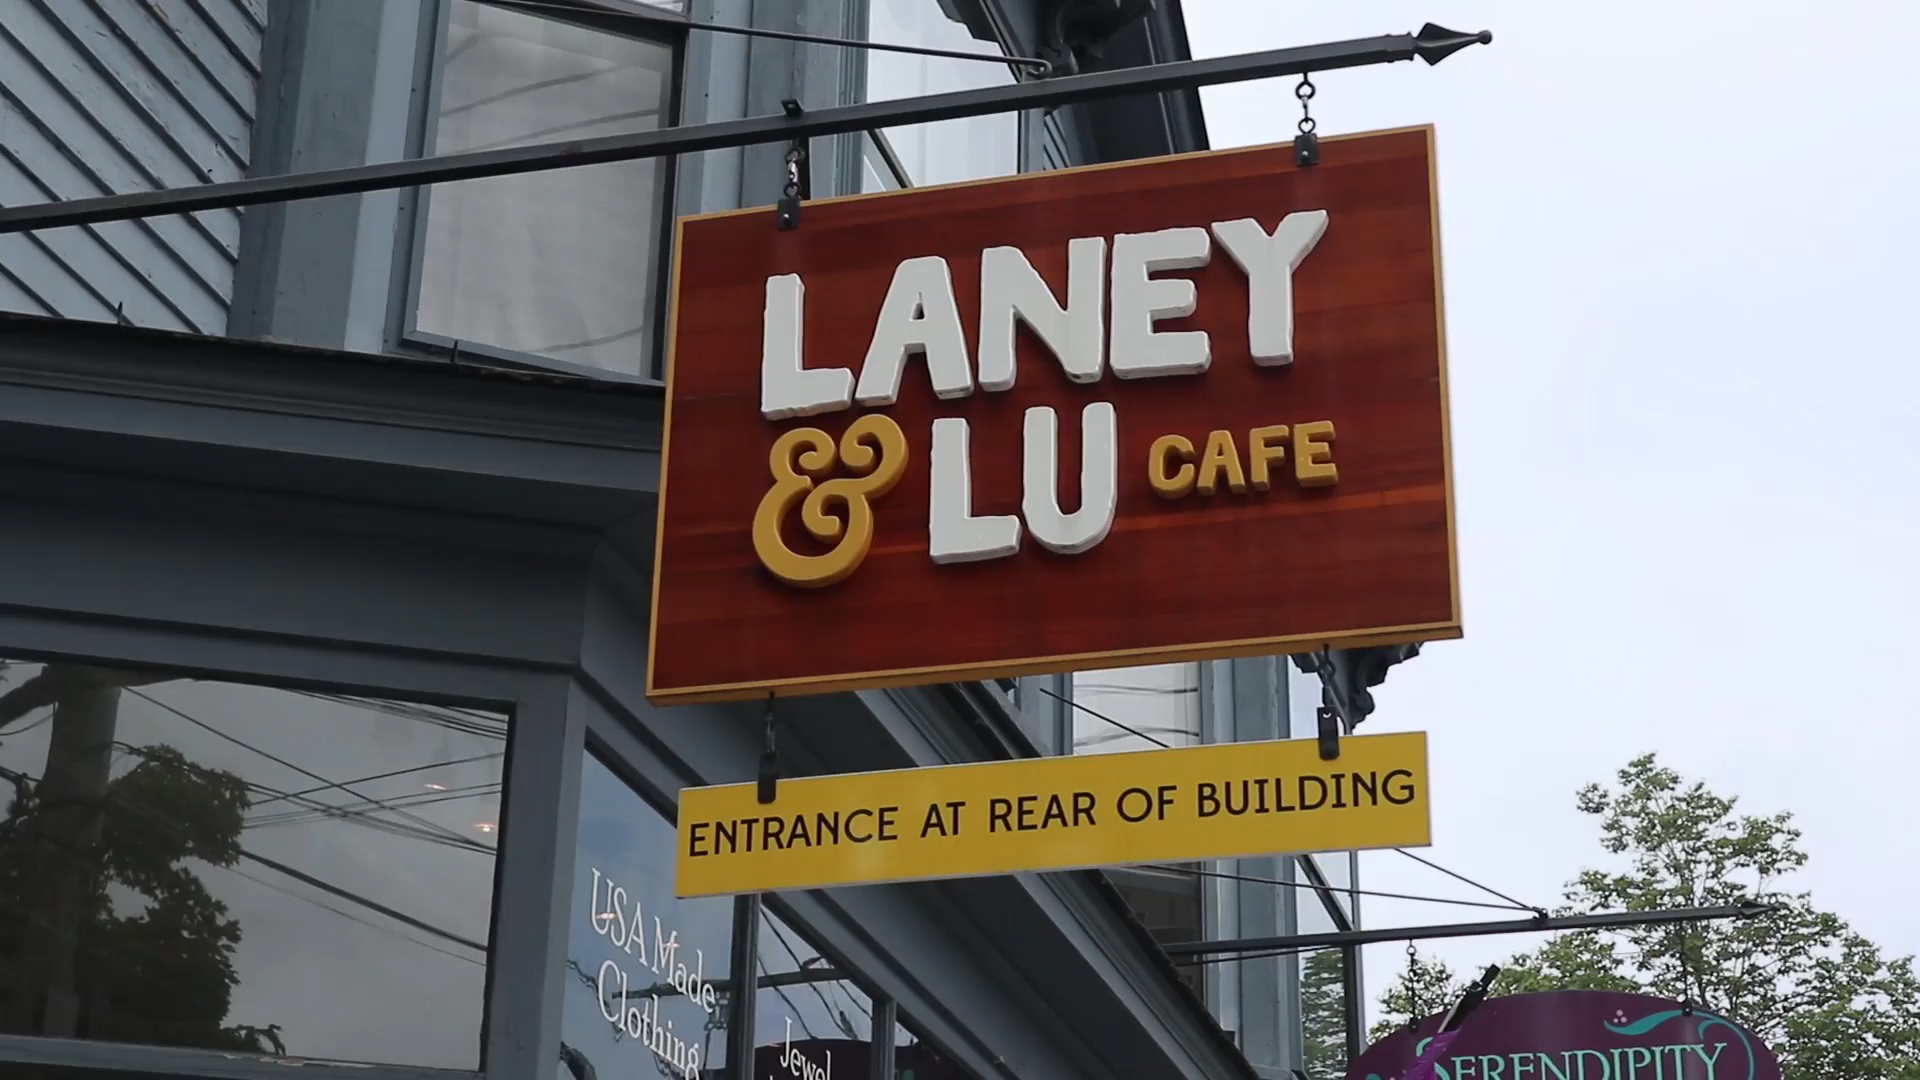 LANEY
& LU CAFE
ENTRANCE AT REAR OF BUILDING
USA Made
Clothing
Jewel
SERENDIPITY